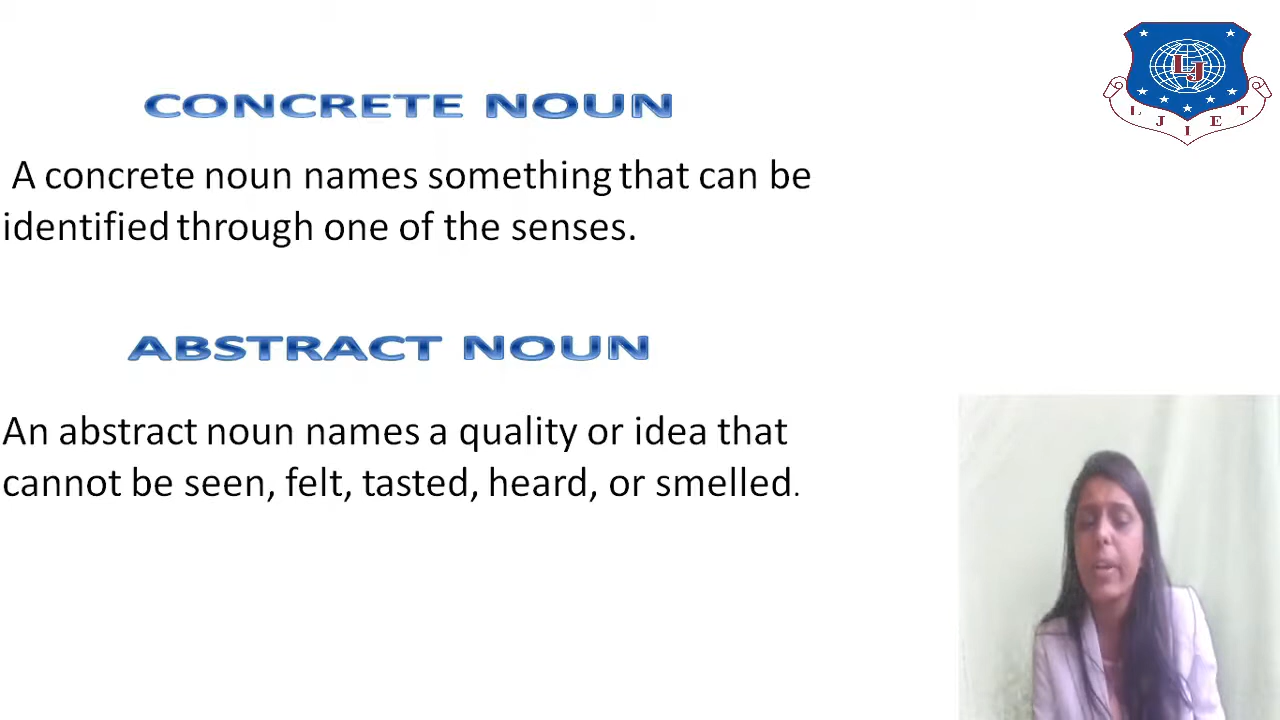 CONCRETE NOUN
A concrete noun names something that can be
identified through one of the senses.
ABSTRACT NOUN
An abstract noun names a quality or idea that
cannot be seen, felt, tasted, heard, or smelled.
LJ
L J I E T